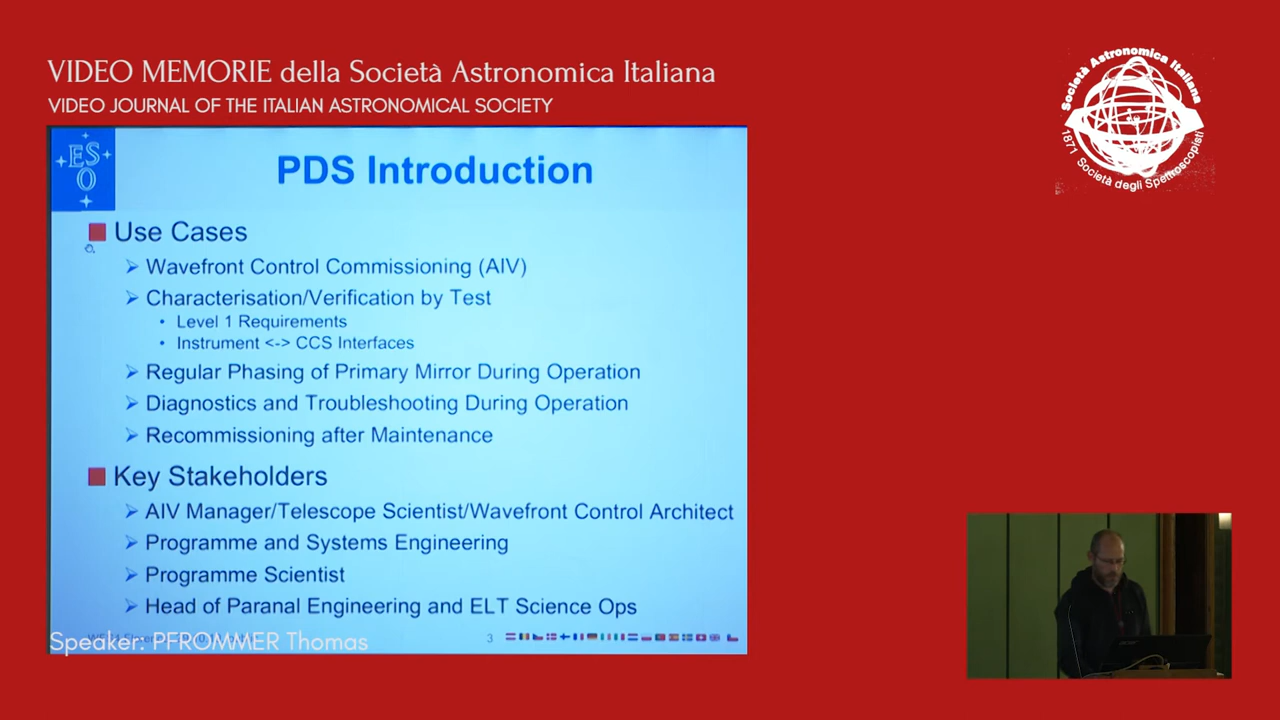 VIDEO MEMORIE della Società Astronomica Italiana
VIDEO JOURNAL OF THE ITALIAN ASTRONOMICAL SOCIETY
Società Astronomica Italiana
1871 Società degli Spettroscopisti
ESO
PDS Introduction
Use Cases
Wavefront Control Commissioning (AIV)
Characterisation/Verification by Test
• Level 1 Requirements
• Instrument <-> CCS Interfaces
Regular Phasing of Primary Mirror During Operation
Diagnostics and Troubleshooting During Operation
Recommissioning after Maintenance
Key Stakeholders
AIV Manager/Telescope Scientist/Wavefront Control Architect
Programme and Systems Engineering
Programme Scientist
Head of Paranal Engineering and ELT Science Ops
Speaker: PFROMMER Thomas
3